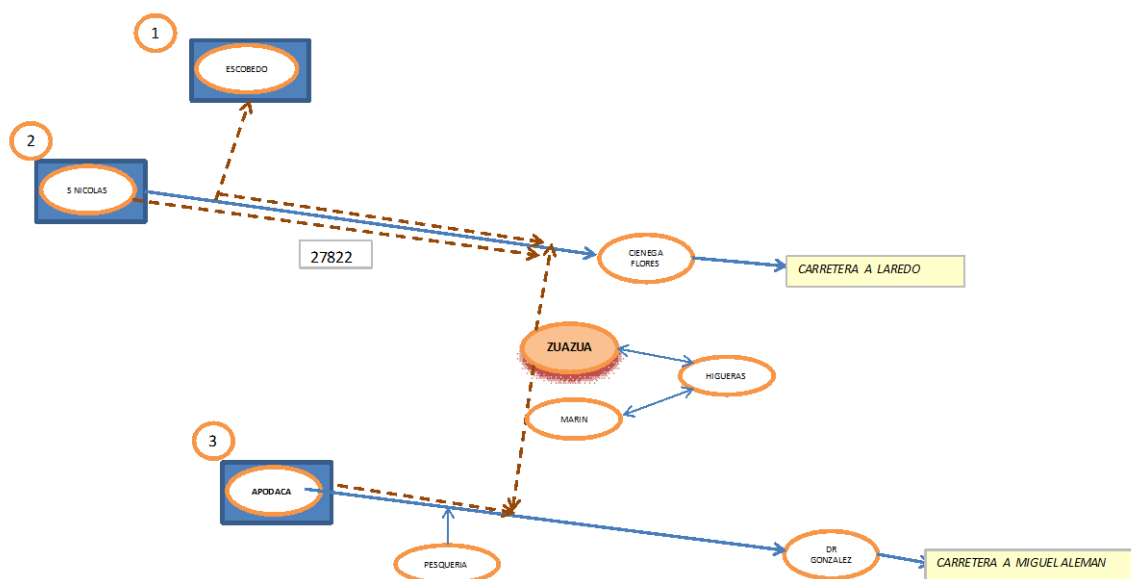 1
ESCOBEDO
2
S NICOLAS
27822
CIENEGA
FLORES
CARRETERA A LAREDO
ZUAZUA
HIGUERAS
MARIN
3
APODACA
DR
GONZALEZ
PESQUERIA
CARRETERA A MIGUEL ALEMAN